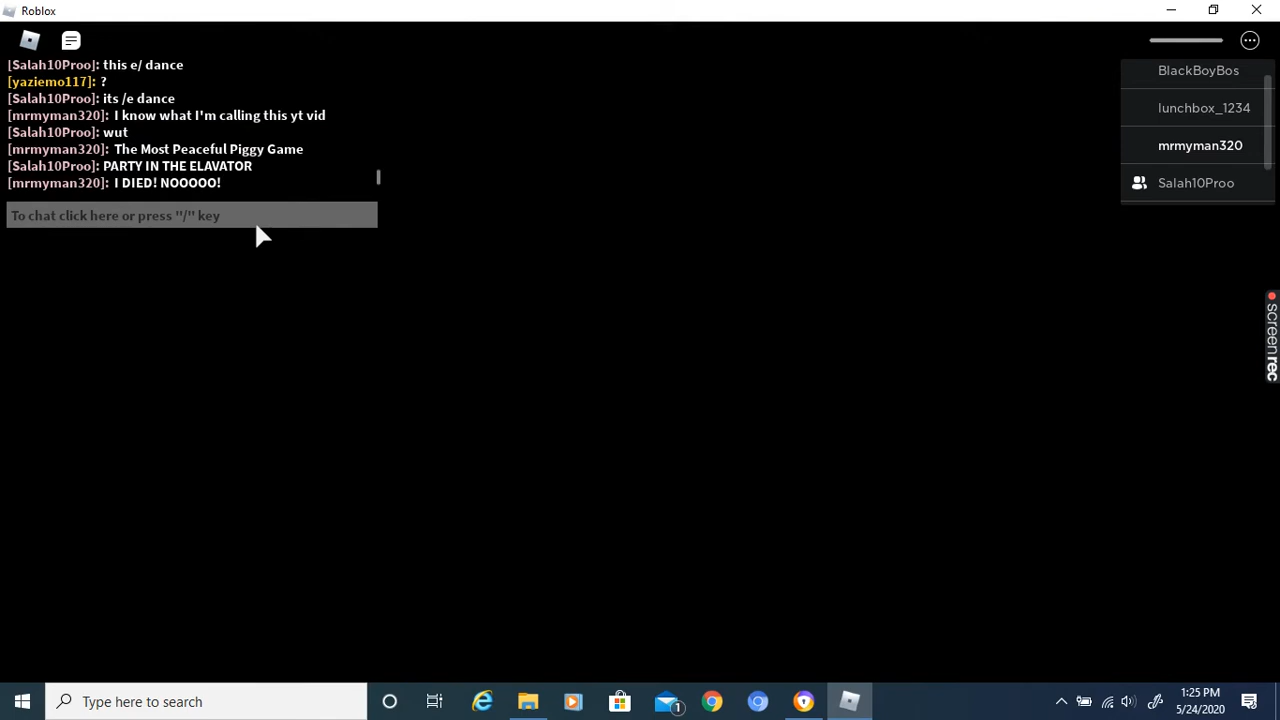 Roblox
[Salah10Proo]: this e/ dance
[yaziemo117]: ?
[Salah10Proo]: its /e dance
[mrmyman320]: I know what I'm calling this yt vid
[Salah10Proo]: wut
[mrmyman320]: The Most Peaceful Piggy Game
[Salah10Proo]: PARTY IN THE ELAVATOR
[mrmyman320]: I DIED! NOOOOO!
To chat click here or press "/" key
BlackBoyBos
lunchbox_1234
mrmyman320
Salah10Proo
screenrec
Type here to search
1
1:25 PM
5/24/2020